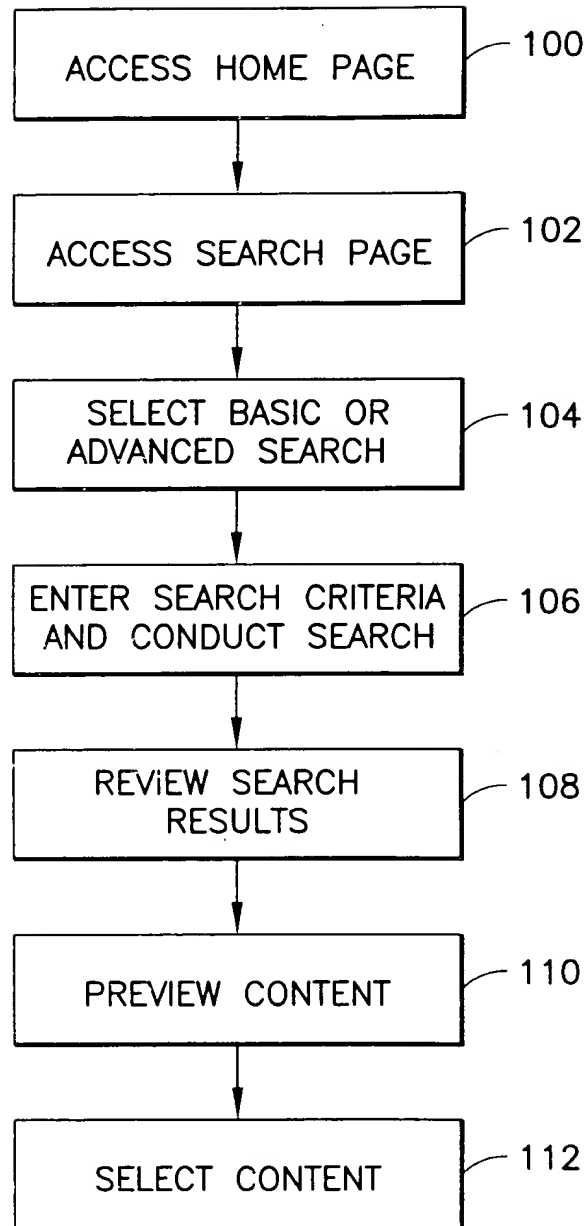 ACCESS HOME PAGE
100
ACCESS SEARCH PAGE
102
SELECT BASIC OR
ADVANCED SEARCH
104
ENTER SEARCH CRITERIA
AND CONDUCT SEARCH
106
REVIEW SEARCH
RESULTS
108
PREVIEW CONTENT
110
SELECT CONTENT
112